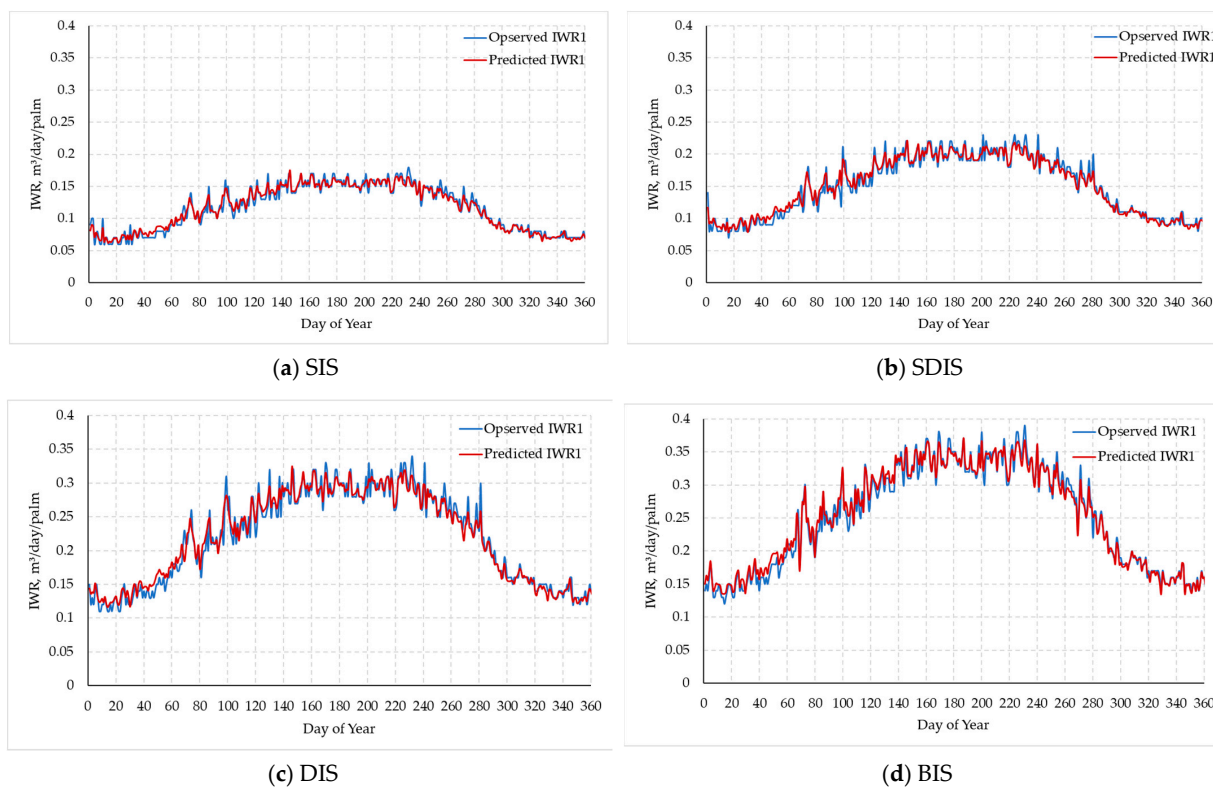 0.4
0.35
0.3
0.25
0.2
0.15
0.1
0.05
0
IWR, m³/day/palm
Opserved IWR1
Predicted IWR1
0 20 40 60 80 100 120 140 160 180 200 220 240 260 280 300 320 340 360
Day of Year
(a) SIS
0.4
0.35
0.3
0.25
0.2
0.15
0.1
0.05
0
IWR, m³/day/palm
Opserved IWR1
Predicted IWR1
0 20 40 60 80 100 120 140 160 180 200 220 240 260 280 300 320 340 360
Day of Year
(b) SDIS
0.4
0.35
0.3
0.25
0.2
0.15
0.1
0.05
0
IWR, m³/day/palm
Opserved IWR1
Predicted IWR1
0 20 40 60 80 100 120 140 160 180 200 220 240 260 280 300 320 340 360
Day of Year
(c) DIS
0.4
0.35
0.3
0.25
0.2
0.15
0.1
0.05
0
IWR, m³/day/palm
Opserved IWR1
Predicted IWR1
0 20 40 60 80 100 120 140 160 180 200 220 240 260 280 300 320 340 360
Day of Year
(d) BIS